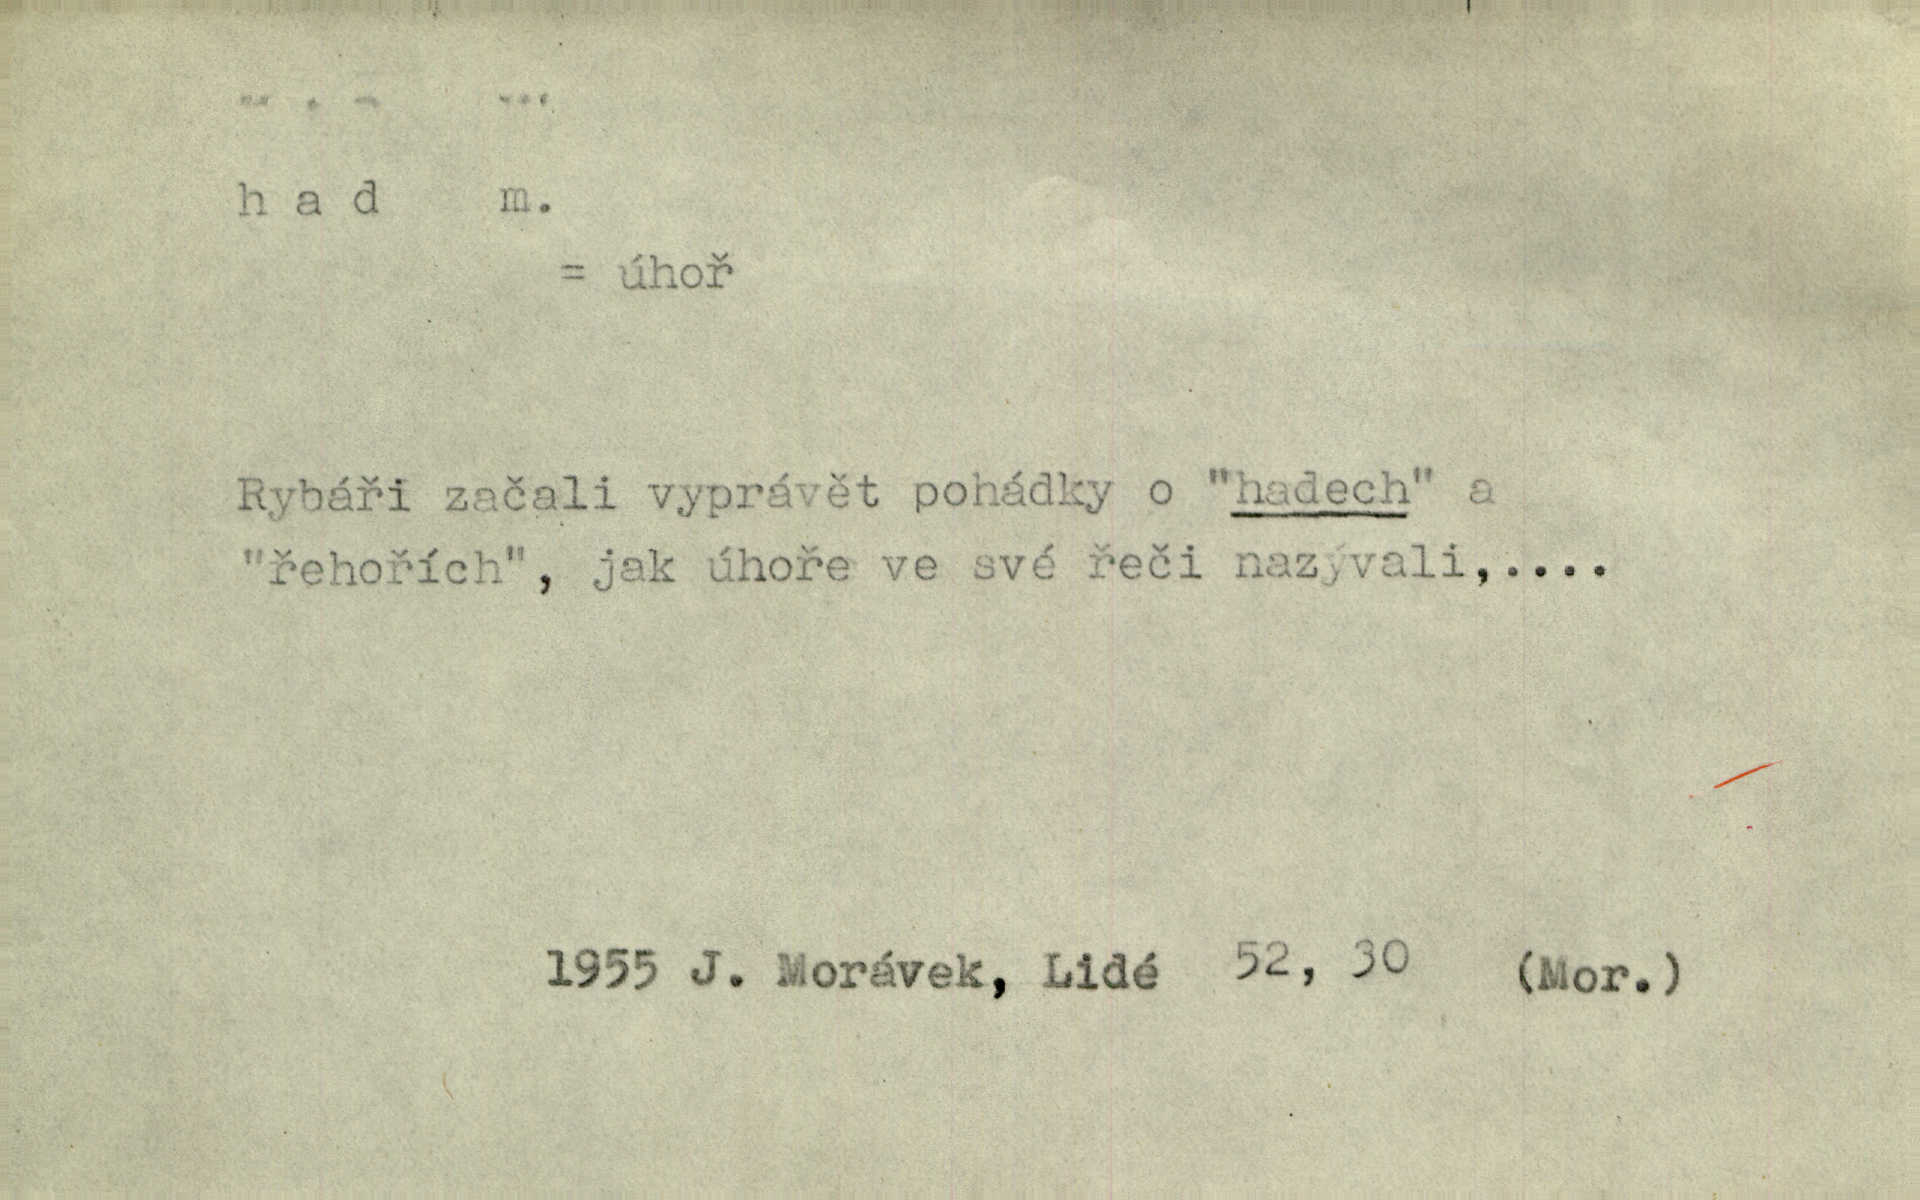 h a d m.
= úhoř
Rybáři začali vyprávět pohádky o "hadech" a
"řehořích", jak úhoře ve své řeči nazývali,....
1955 J. Morávek, Lidé 52, 30 (Mor.)